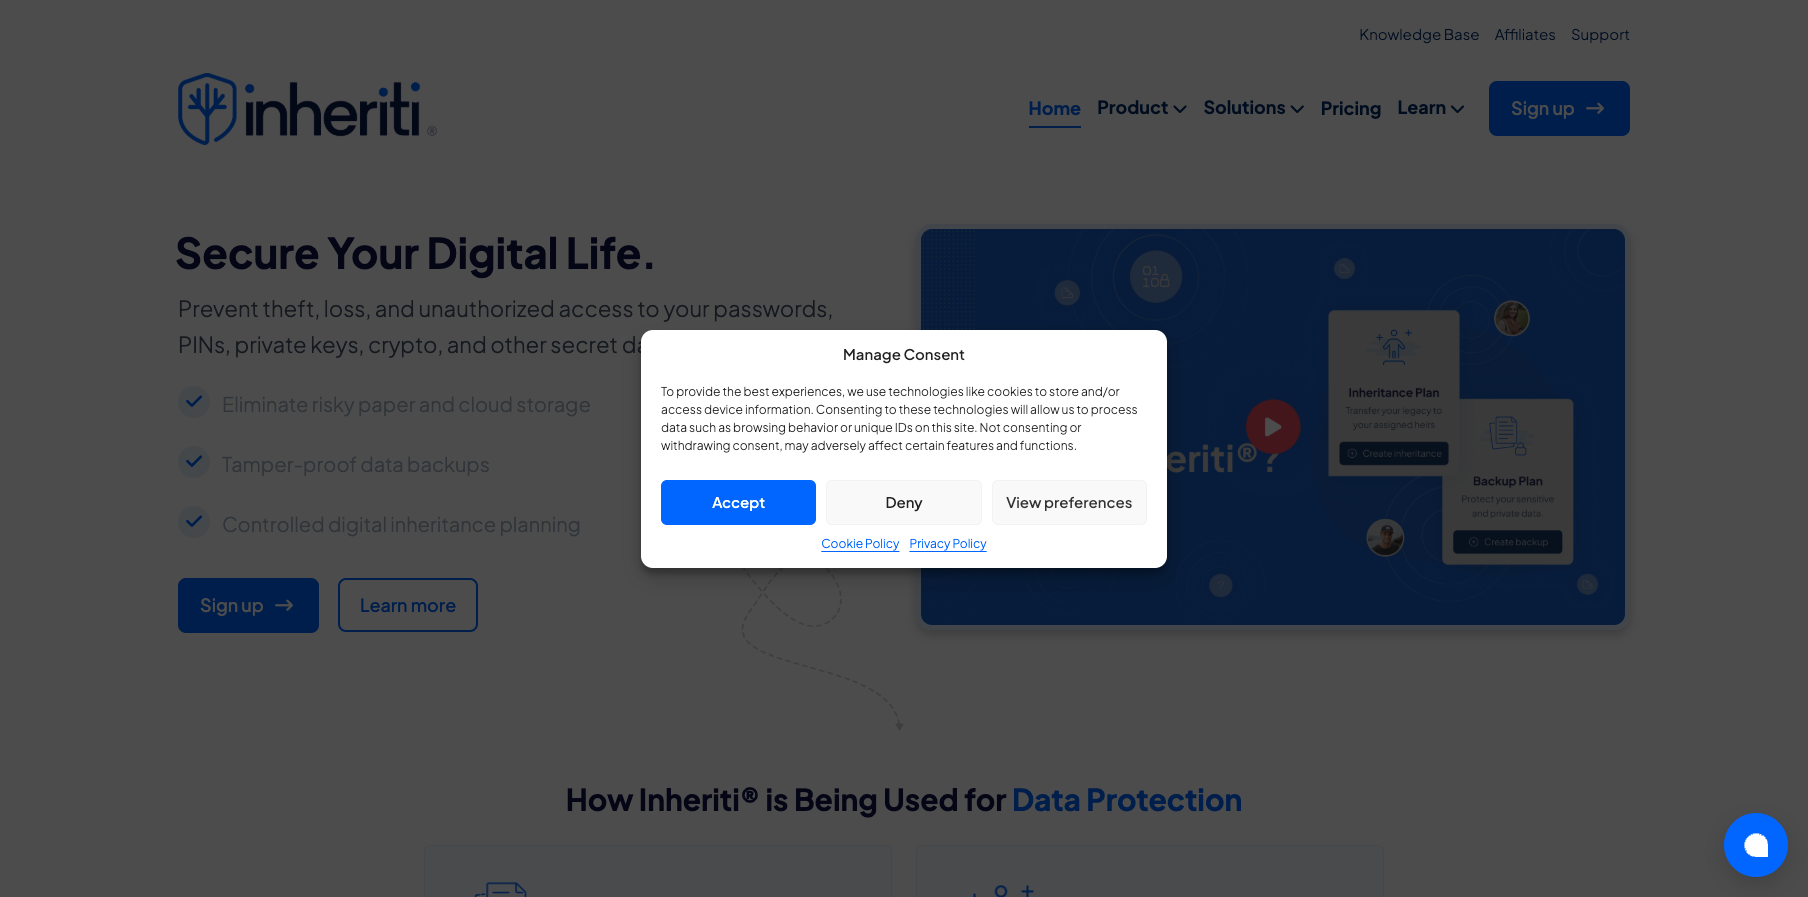 Knowledge Base Affiliates Support
inheriti®
Home Product Solutions Pricing Learn Sign up
Secure Your Digital Life.
Prevent theft, loss, and unauthorized access to your passwords,
PINs, private keys, crypto, and other secret
Eliminate risky paper and cloud storage
Tamper-proof data backups
Controlled digital inheritance planning
Sign up Learn more
01
10
Inheritance Plan
Transfer your legacy to
your assigned heirs
Create inheritance
eriti®?
Backup Plan
Protect your sensitive
and private data.
Create backup
Manage Consent
To provide the best experiences, we use technologies like cookies to store and/or
access device information. Consenting to these technologies will allow us to process
data such as browsing behavior or unique IDs on this site. Not consenting or
withdrawing consent, may adversely affect certain features and functions.
Accept Deny View preferences
Cookie Policy Privacy Policy
How Inheriti® is Being Used for Data Protection